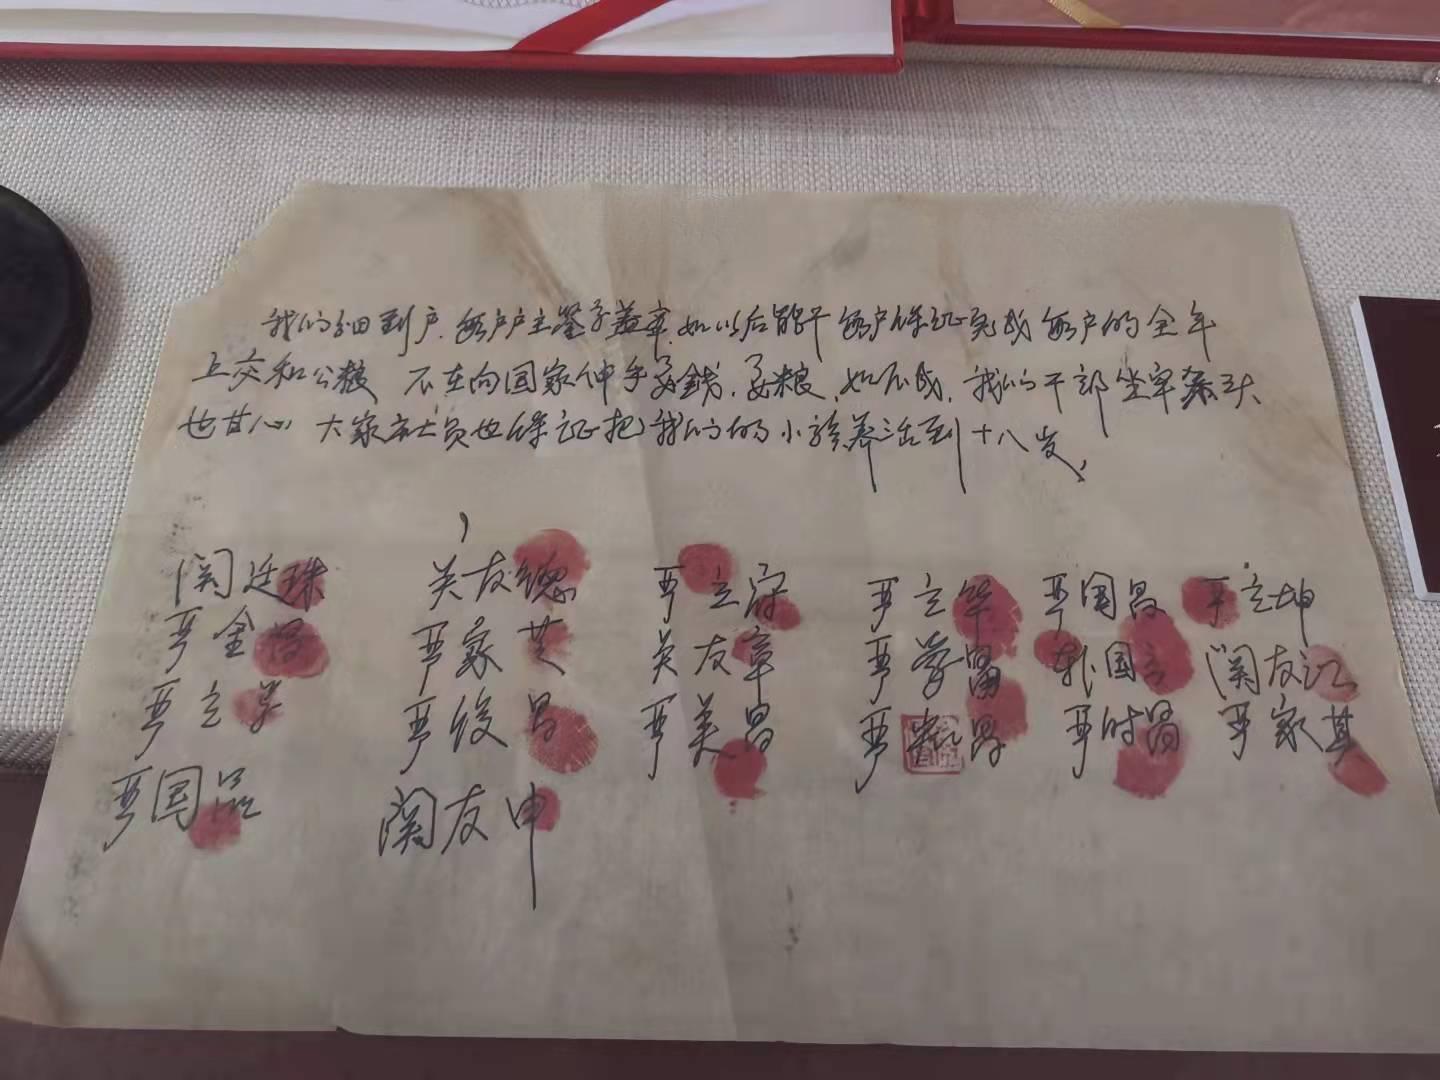 我们分田到户.每户户主签字盖章.如以后能干 每户保证完成每户的全年
上交和公粮 不在向国家伸手要錢.要粮.如不成.我们干部坐牢杀头
也甘心 大家社员也保证把我们的小孩养活到十八岁.
関廷珠 关友德 严立符 严立华 严国昌 严立坤
严金昌 严家芝 关友章 严学昌 韩国云 関友江
严立学 严俊昌 严美昌 严宏昌 严付昌 严家其
严国品 関友申